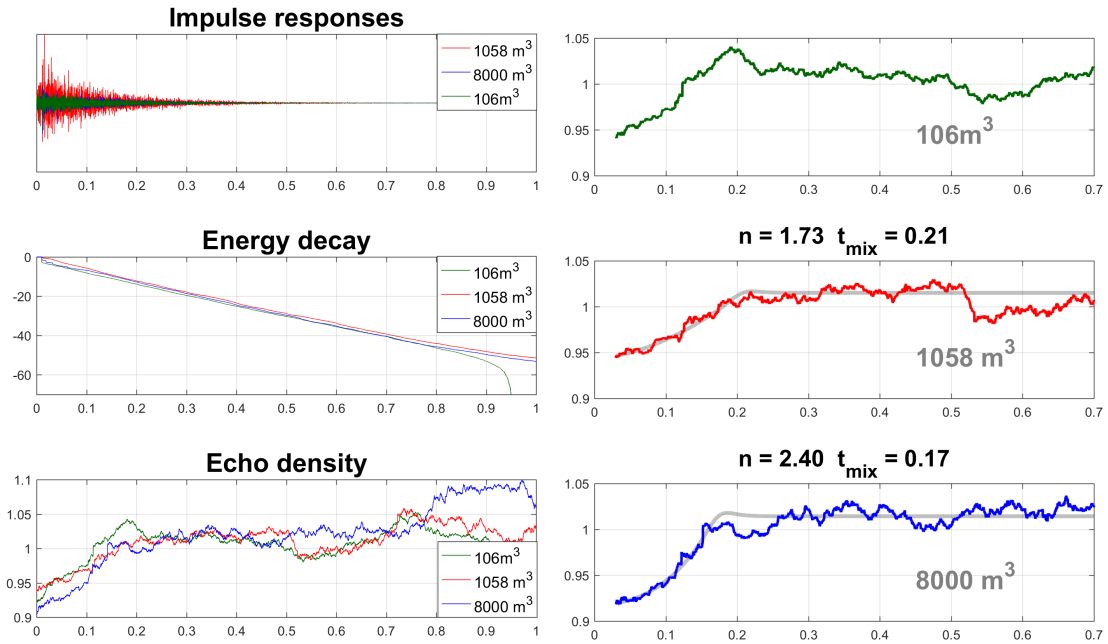 Impulse responses
1058 m³
8000 m³
106m³
0 0.1 0.2 0.3 0.4 0.5 0.6 0.7 0.8 0.9 1
Energy decay
0
-20
-40
-60
106m³
1058 m³
8000 m³
0 0.1 0.2 0.3 0.4 0.5 0.6 0.7 0.8 0.9 1
Echo density
1.1
1.05
1
0.95
0.9
106m³
1058 m³
8000 m³
0 0.1 0.2 0.3 0.4 0.5 0.6 0.7 0.8 0.9 1
1.05
1
0.95
0.9
106m³
0 0.1 0.2 0.3 0.4 0.5 0.6 0.7
n = 1.73 t_mix = 0.21
1.05
1
0.95
0.9
1058 m³
0 0.1 0.2 0.3 0.4 0.5 0.6 0.7
n = 2.40 t_mix = 0.17
1.05
1
0.95
0.9
8000 m³
0 0.1 0.2 0.3 0.4 0.5 0.6 0.7